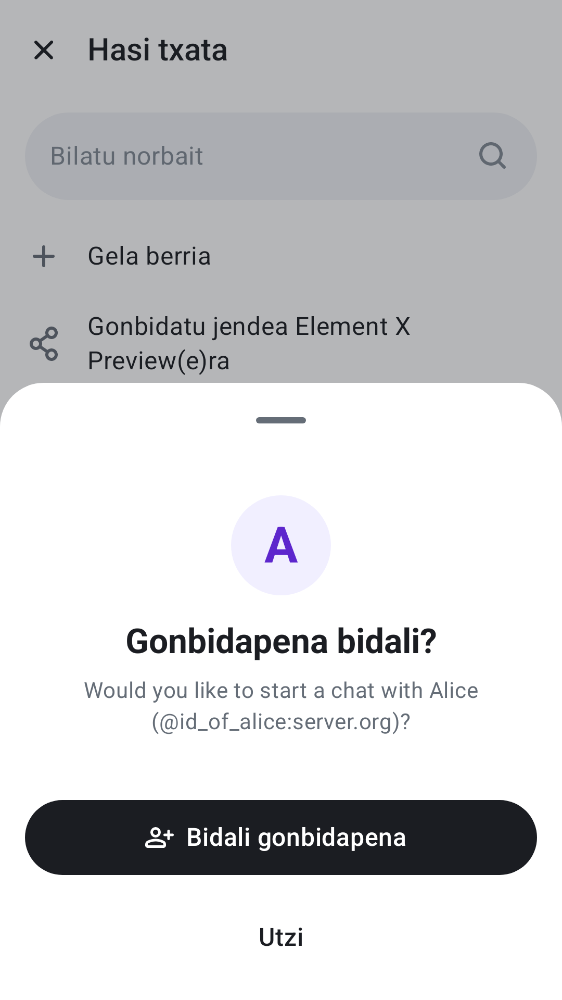 Hasi txata
Bilatu norbait
Gela berria
Gonbidatu jendea Element X
Preview(e)ra
A
Gonbidapena bidali?
Would you like to start a chat with Alice
(@id_of_alice:server.org)?
Bidali gonbidapena
Utzi